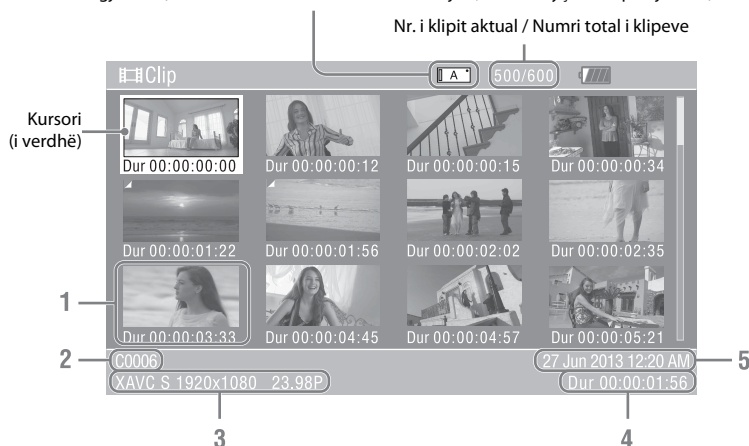 Nr. i klipit aktual / Numri total i klipeve
Clip
A
500/600
Kursori
(i verdhë)
Dur 00:00:00:00
Dur 00:00:00:12
Dur 00:00:00:15
Dur 00:00:00:34
Dur 00:00:01:22
Dur 00:00:01:56
Dur 00:00:02:02
Dur 00:00:02:35
1
Dur 00:00:03:33
Dur 00:00:04:45
Dur 00:00:04:57
Dur 00:00:05:21
2
C0006
27 Jun 2013 12:20 AM
5
XAVC S 1920x1080 23.98P
Dur 00:00:01:56
3
4